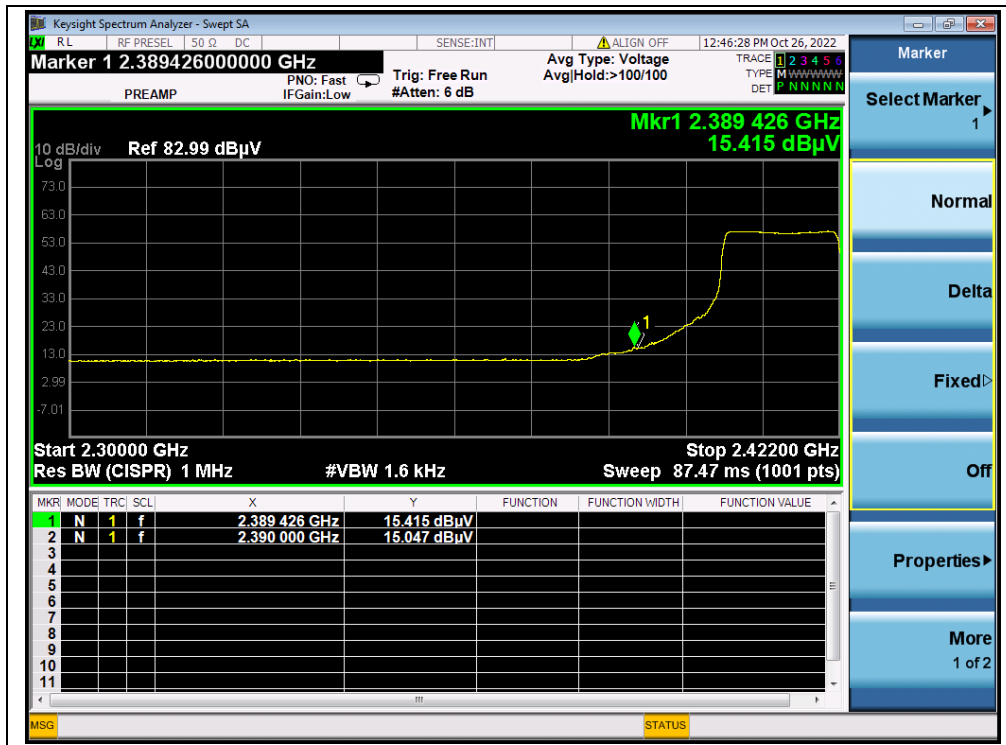 Keysight Spectrum Analyzer - Swept SA
LXI RL RF PRESEL 50 Ω DC SENSE:INT ALIGN OFF 12:46:28 PM Oct 26, 2022
Marker 1 2.389426000000 GHz
PREAMP
PNO: Fast
IFGain:Low
Trig: Free Run
#Atten: 6 dB
Avg Type: Voltage
Avg|Hold:>100/100
TRACE 1 2 3 4 5 6
TYPE M WWWWW
DET P N N N N N
Mkr1 2.389 426 GHz
15.415 dBµV
10 dB/div Ref 82.99 dBµV
Log
73.0
63.0
53.0
43.0
33.0
23.0
13.0
2.99
-7.01
1
Start 2.30000 GHz Stop 2.42200 GHz
Res BW (CISPR) 1 MHz #VBW 1.6 kHz Sweep 87.47 ms (1001 pts)
MKR MODE TRC SCL X Y FUNCTION FUNCTION WIDTH FUNCTION VALUE
1 N 1 f 2.389 426 GHz 15.415 dBµV
2 N 1 f 2.390 000 GHz 15.047 dBµV
3
4
5
6
7
8
9
10
11
MSG STATUS
Marker
Select Marker
1
Normal
Delta
Fixed
Off
Properties
More
1 of 2